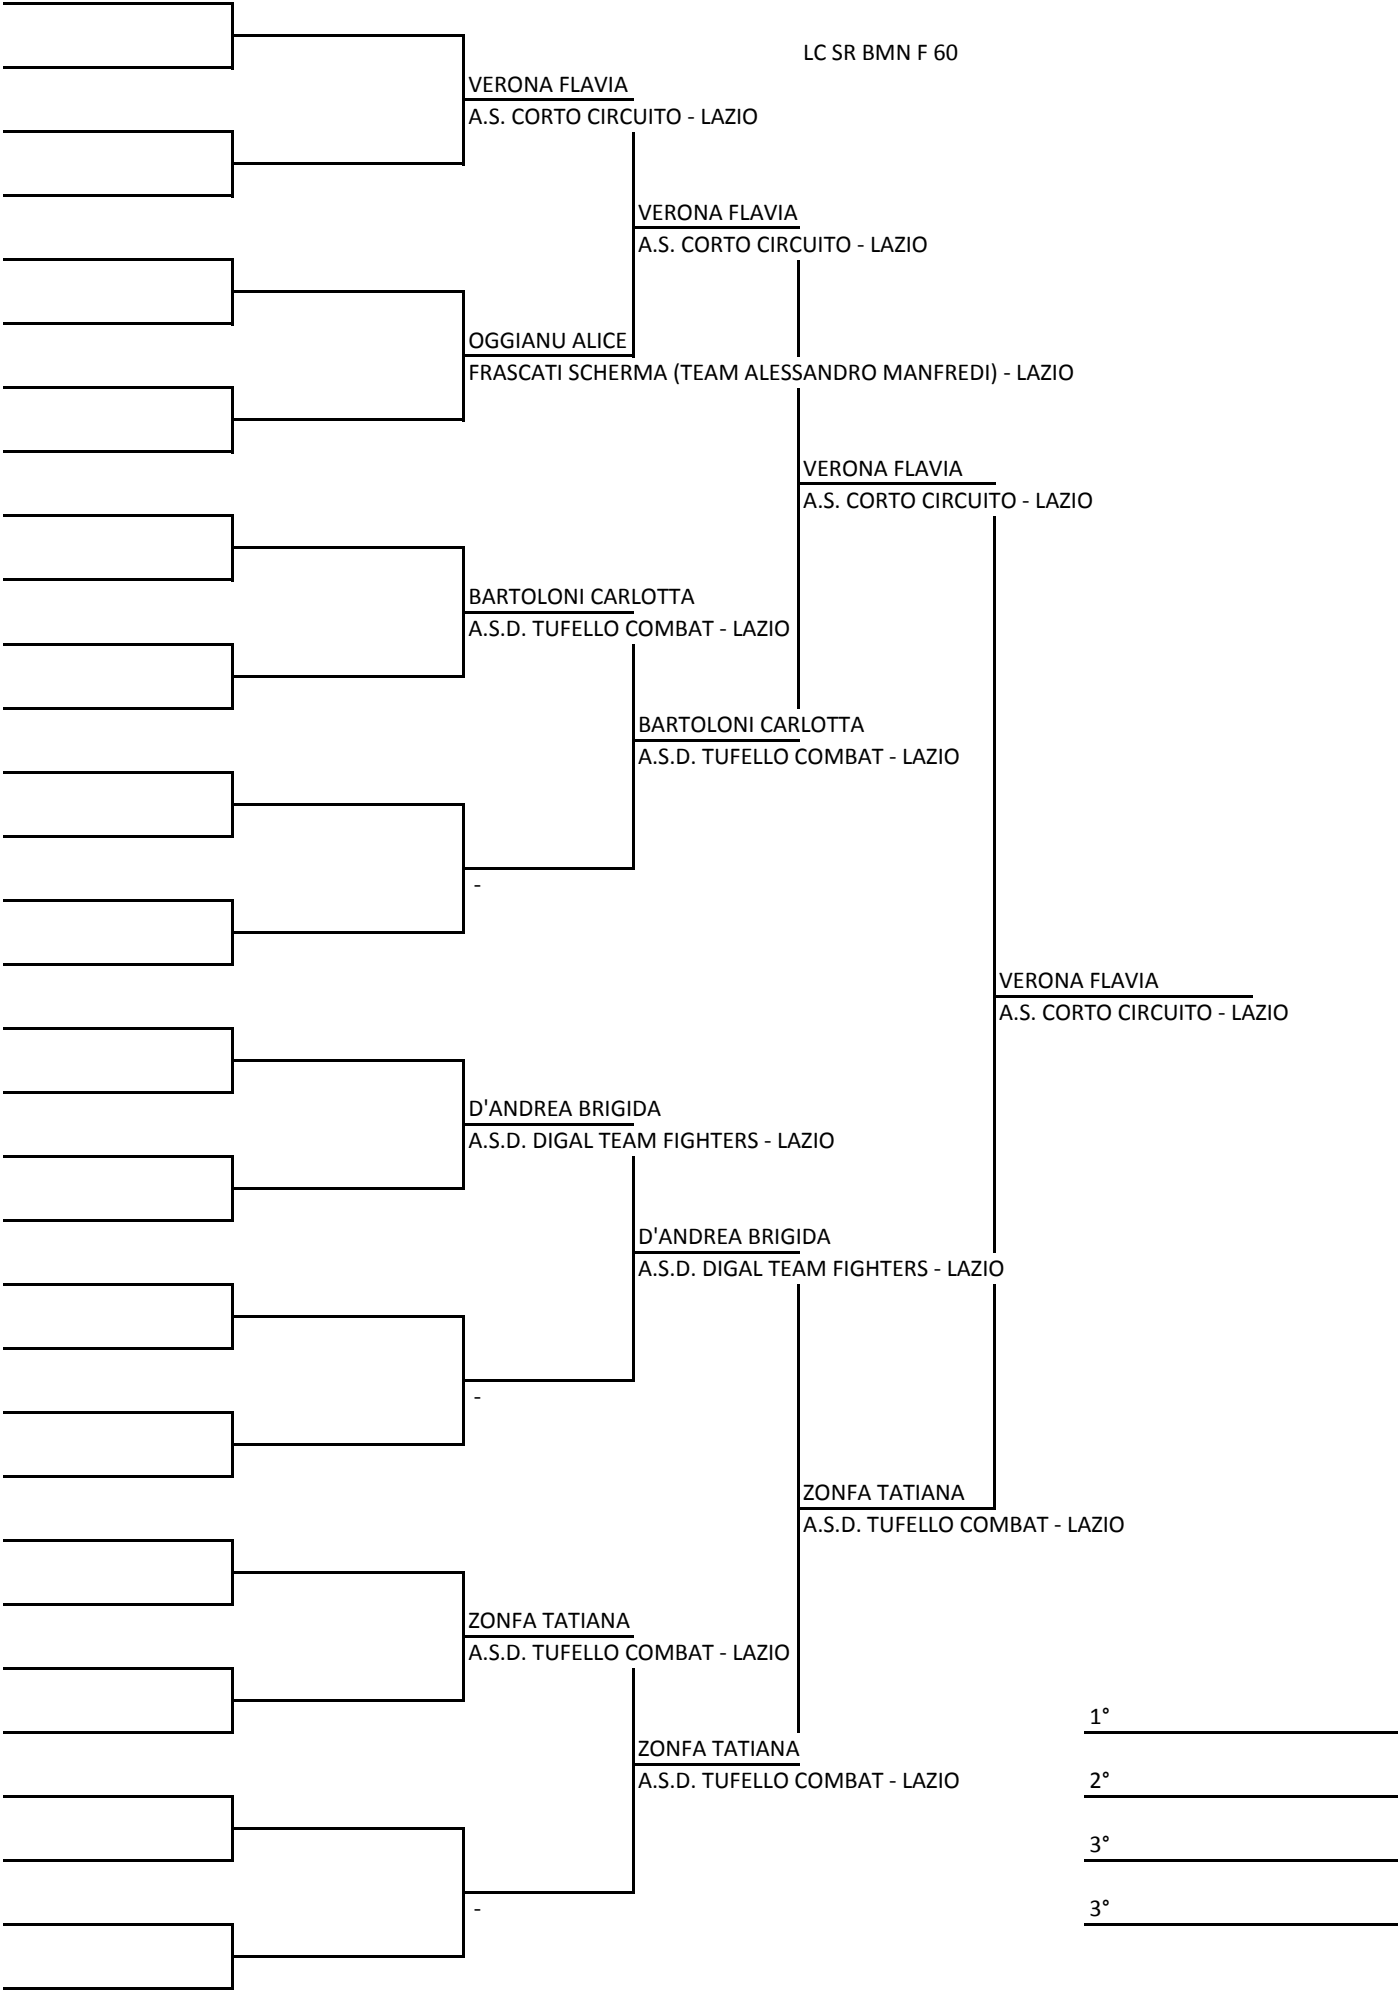 LC SR BMN F 60
VERONA FLAVIA
A.S. CORTO CIRCUITO - LAZIO
VERONA FLAVIA
A.S. CORTO CIRCUITO - LAZIO
OGGIANU ALICE
FRASCATI SCHERMA (TEAM ALESSANDRO MANFREDI) - LAZIO
VERONA FLAVIA
A.S. CORTO CIRCUITO - LAZIO
BARTOLONI CARLOTTA
A.S.D. TUFELLO COMBAT - LAZIO
BARTOLONI CARLOTTA
A.S.D. TUFELLO COMBAT - LAZIO
-
VERONA FLAVIA
A.S. CORTO CIRCUITO - LAZIO
D'ANDREA BRIGIDA
A.S.D. DIGAL TEAM FIGHTERS - LAZIO
D'ANDREA BRIGIDA
A.S.D. DIGAL TEAM FIGHTERS - LAZIO
-
ZONFA TATIANA
A.S.D. TUFELLO COMBAT - LAZIO
ZONFA TATIANA
A.S.D. TUFELLO COMBAT - LAZIO
1°
ZONFA TATIANA
A.S.D. TUFELLO COMBAT - LAZIO
2°
3°
-
3°